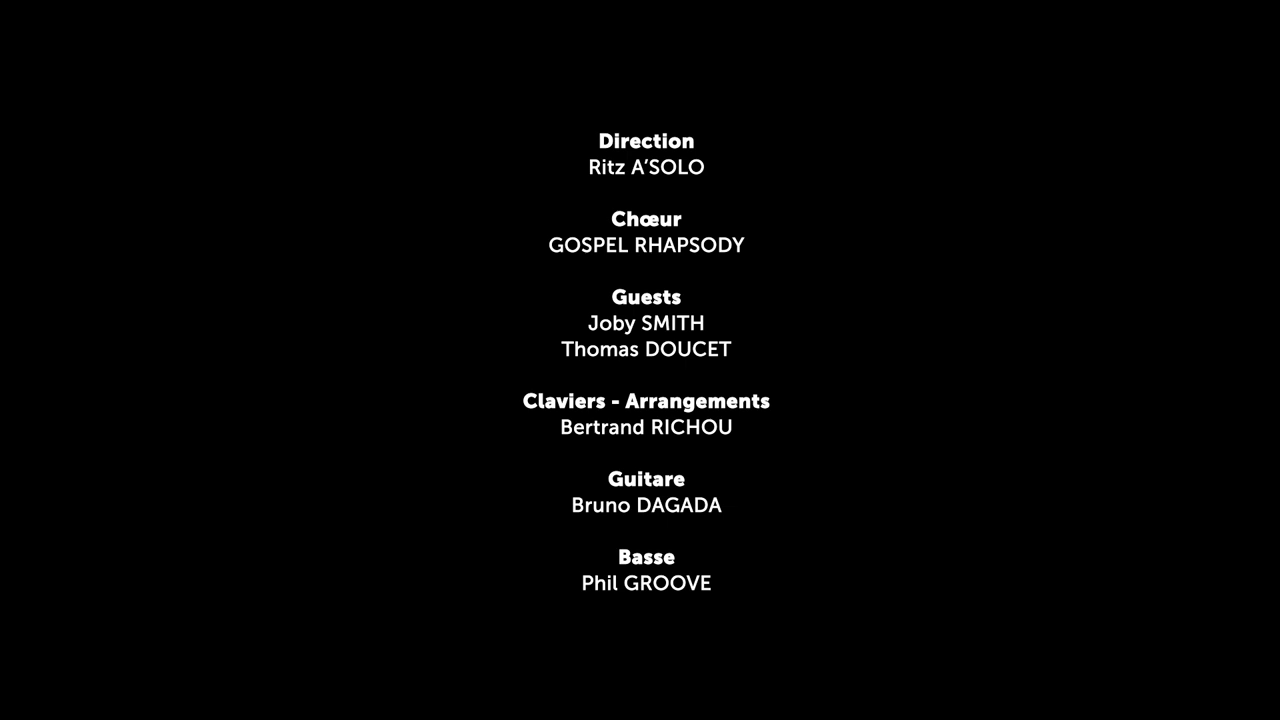 Direction
Ritz A’SOLO
Chœur
GOSPEL RHAPSODY
Guests
Joby SMITH
Thomas DOUCET
Claviers - Arrangements
Bertrand RICHOU
Guitare
Bruno DAGADA
Basse
Phil GROOVE